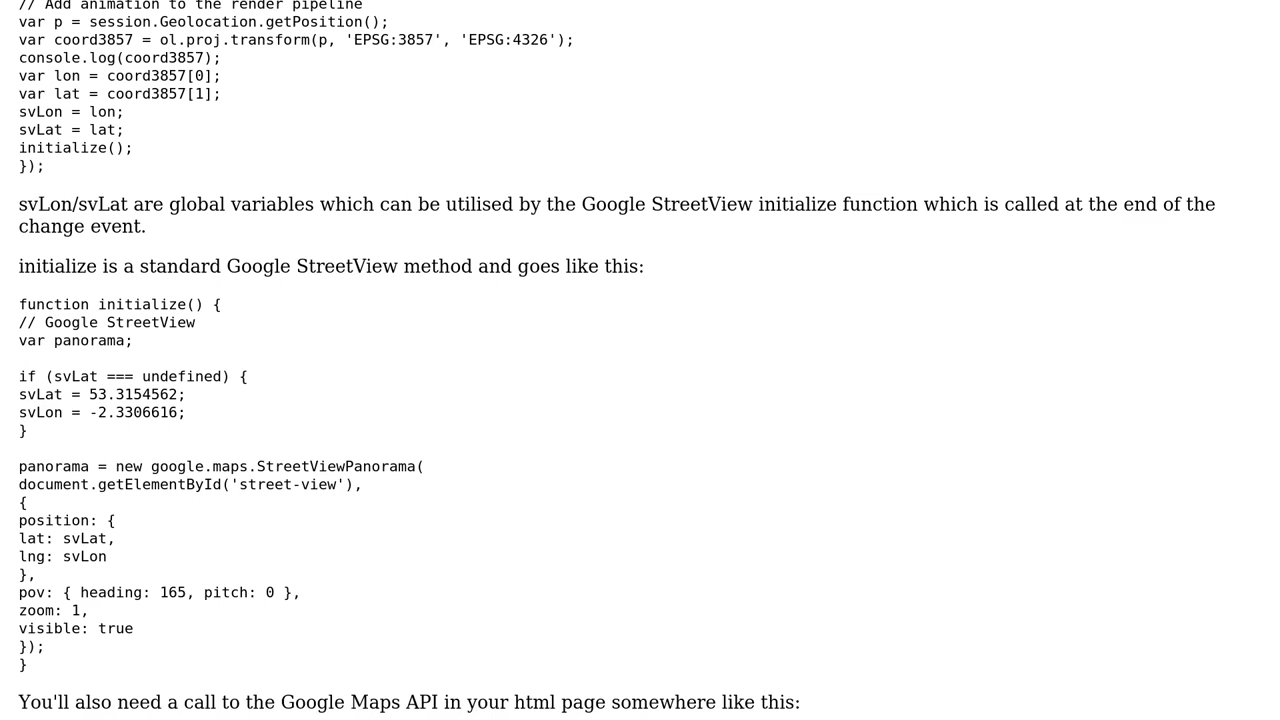 // Add animation to the render pipeline
var p = session.Geolocation.getPosition();
var coord3857 = ol.proj.transform(p, 'EPSG:3857', 'EPSG:4326');
console.log(coord3857);
var lon = coord3857[0];
var lat = coord3857[1];
svLon = lon;
svLat = lat;
initialize();
});
svLon/svLat are global variables which can be utilised by the Google StreetView initialize function which is called at the end of the
change event.
initialize is a standard Google StreetView method and goes like this:
function initialize() {
// Google StreetView
var panorama;
if (svLat === undefined) {
svLat = 53.3154562;
svLon = -2.3306616;
}
panorama = new google.maps.StreetViewPanorama(
document.getElementById('street-view'),
{
position: {
lat: svLat,
lng: svLon
},
pov: { heading: 165, pitch: 0 },
zoom: 1,
visible: true
});
}
You'll also need a call to the Google Maps API in your html page somewhere like this: